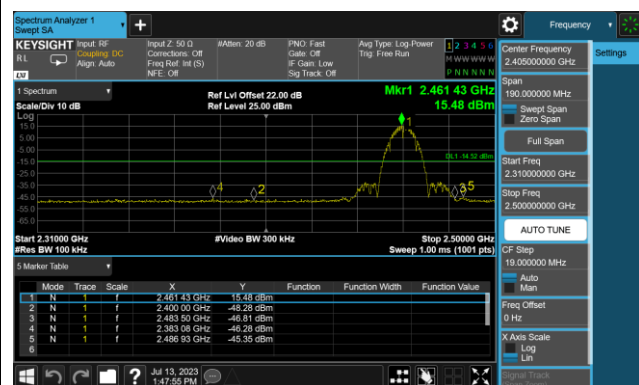 Spectrum Analyzer 1
Swept SA
+
Frequency
KEYSIGHT
RL
LXI
Input: RF
Coupling: DC
Align: Auto
Input Z: 50 Ω
Corrections: Off
Freq Ref: Int (S)
NFE: Off
#Atten: 20 dB
PNO: Fast
Gate: Off
IF Gain: Low
Sig Track: Off
Avg Type: Log-Power
Trig: Free Run
1 2 3 4 5 6
M W W W W W
P N N N N N
Center Frequency
2.405000000 GHz
Settings
Span
190.000000 MHz
Swept Span
Zero Span
Full Span
Start Freq
2.310000000 GHz
Stop Freq
2.500000000 GHz
AUTO TUNE
CF Step
19.000000 MHz
Auto
Man
Freq Offset
0 Hz
X Axis Scale
Log
Lin
Signal Track
1 Spectrum
Scale/Div 10 dB
Ref Lvl Offset 22.00 dB
Ref Level 25.00 dBm
Mkr1 2.461 43 GHz
15.48 dBm
Log
15.0
5.00
-5.00
-15.0
-25.0
-35.0
-45.0
-55.0
-65.0
1
DL1 -14.52 dBm
4
2
3
5
Start 2.31000 GHz
#Res BW 100 kHz
#Video BW 300 kHz
Stop 2.50000 GHz
Sweep 1.00 ms (1001 pts)
5 Marker Table
Mode Trace Scale X Y Function Function Width Function Value
1 N 1 f 2.461 43 GHz 15.48 dBm
2 N 1 f 2.400 00 GHz -48.28 dBm
3 N 1 f 2.483 50 GHz -46.81 dBm
4 N 1 f 2.383 08 GHz -46.28 dBm
5 N 1 f 2.486 93 GHz -45.35 dBm
6
?
Jul 13, 2023
1:47:55 PM